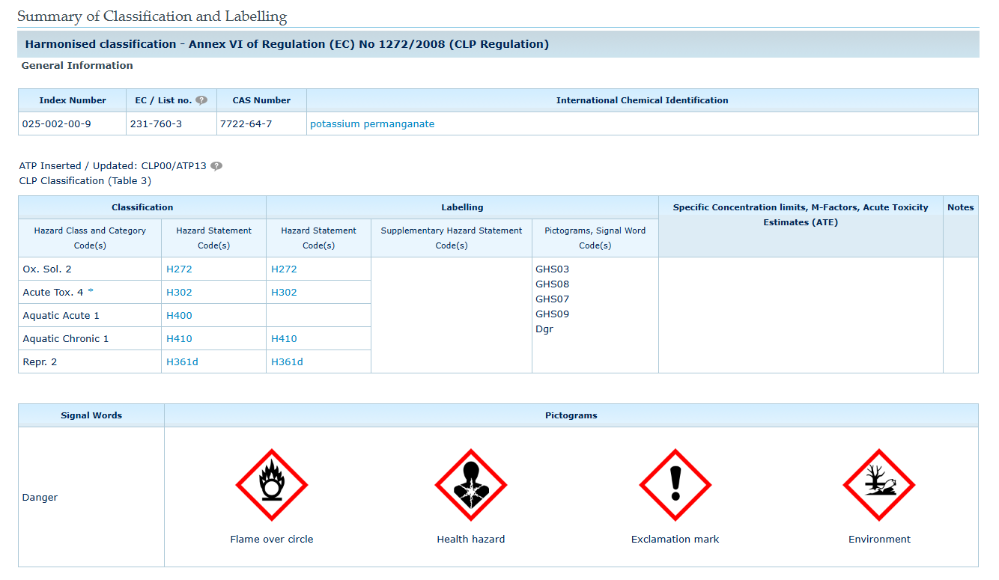 Summary of Classification and Labelling
Harmonised classification - Annex VI of Regulation (EC) No 1272/2008 (CLP Regulation)
General Information
Index Number EC / List no. ? CAS Number International Chemical Identification
025-002-00-9 231-760-3 7722-64-7 potassium permanganate
ATP Inserted / Updated: CLP00/ATP13 ?
CLP Classification (Table 3)
Classification Labelling Specific Concentration limits, M-Factors, Acute Toxicity Notes
Estimates (ATE)
Hazard Class and Category Hazard Statement Hazard Statement Supplementary Hazard Statement Pictograms, Signal Word
Code(s) Code(s) Code(s) Code(s) Code(s)
Ox. Sol. 2 H272 H272 GHS03
GHS08
Acute Tox. 4 * H302 H302
GHS07
Aquatic Acute 1 H400 GHS09
Dgr
Aquatic Chronic 1 H410 H410
Repr. 2 H361d H361d
Signal Words Pictograms
Danger
Flame over circle Health hazard Exclamation mark Environment